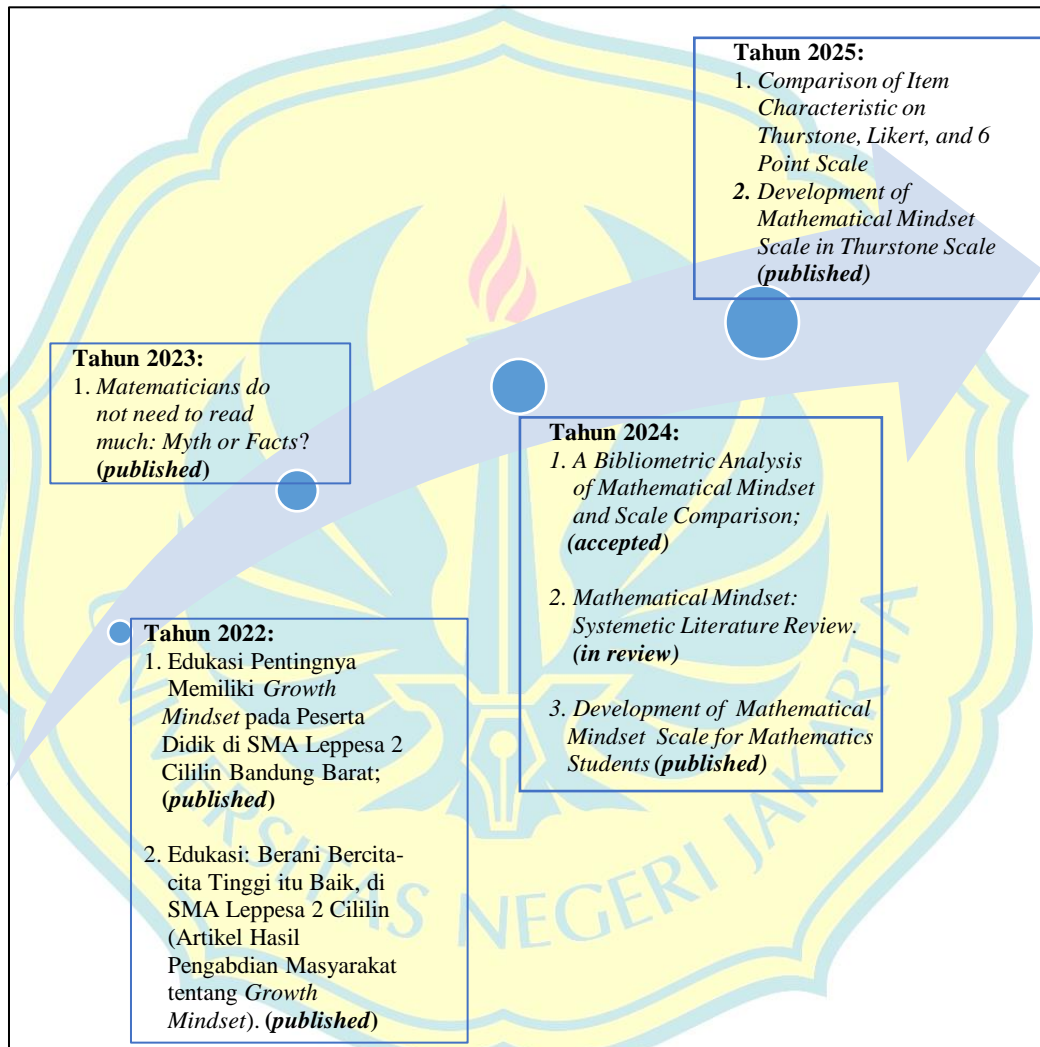 Tahun 2025:
1. Comparison of Item
Characteristic on
Thurstone, Likert, and 6
Point Scale
2. Development of
Mathematical Mindset
Scale in Thurstone Scale
(published)
Tahun 2023:
1. Matematicians do
not need to read
much: Myth or Facts?
(published)
Tahun 2024:
1. A Bibliometric Analysis
of Mathematical Mindset
and Scale Comparison;
(accepted)
2. Mathematical Mindset:
Systemetic Literature Review.
(in review)
3. Development of Mathematical
Mindset Scale for Mathematics
Students (published)
Tahun 2022:
1. Edukasi Pentingnya
Memiliki Growth
Mindset pada Peserta
Didik di SMA Leppesa 2
Cililin Bandung Barat;
(published)
2. Edukasi: Berani Bercita-
cita Tinggi itu Baik, di
SMA Leppesa 2 Cililin
(Artikel Hasil
Pengabdian Masyarakat
tentang Growth
Mindset). (published)
UNIVERSITAS NEGERI JAKARTA